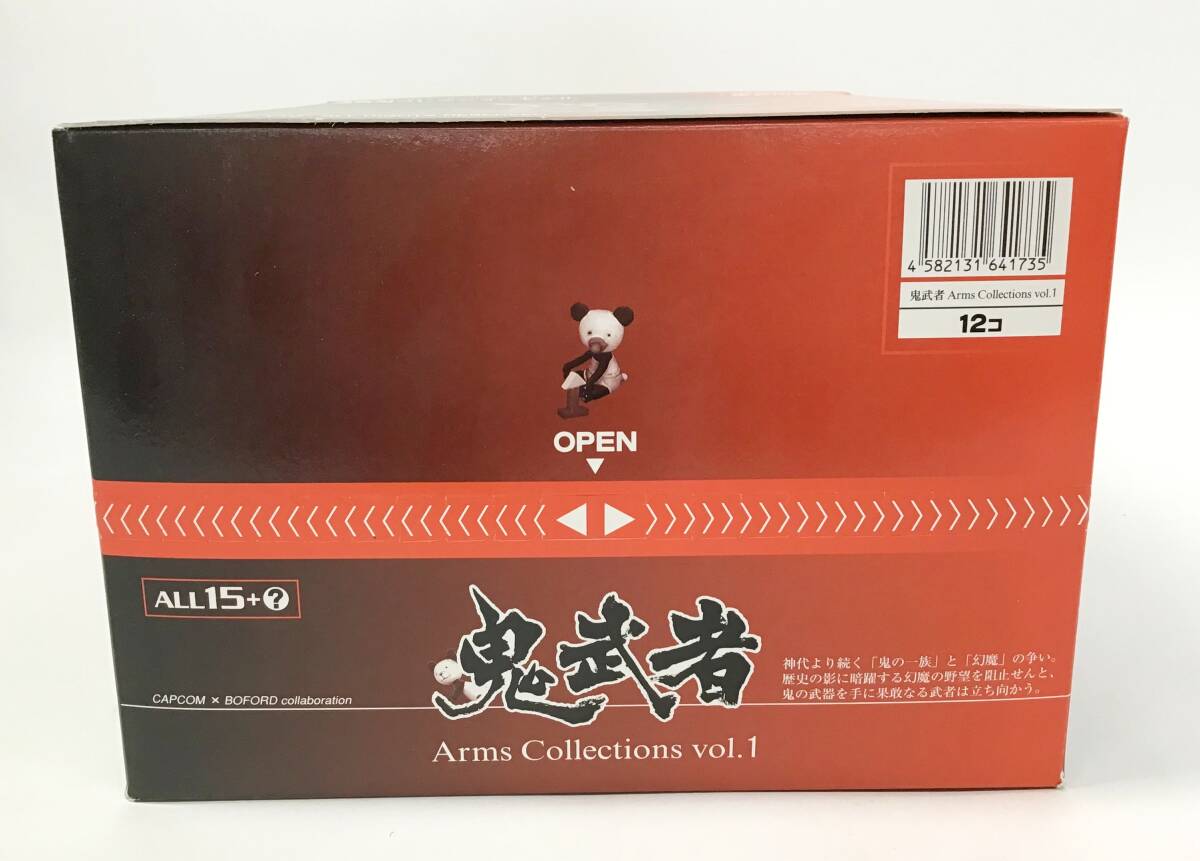 4 582131 641735
鬼武者 Arms Collections vol.1
12コ
OPEN
ALL15+?
鬼武者
神代より続く「鬼の一族」と「幻魔」の争い。
歴史の影に暗躍する幻魔の野望を阻止せんと、
鬼の武器を手に果敢なる武者は立ち向かう。
CAPCOM × BOFORD collaboration
Arms Collections vol.1